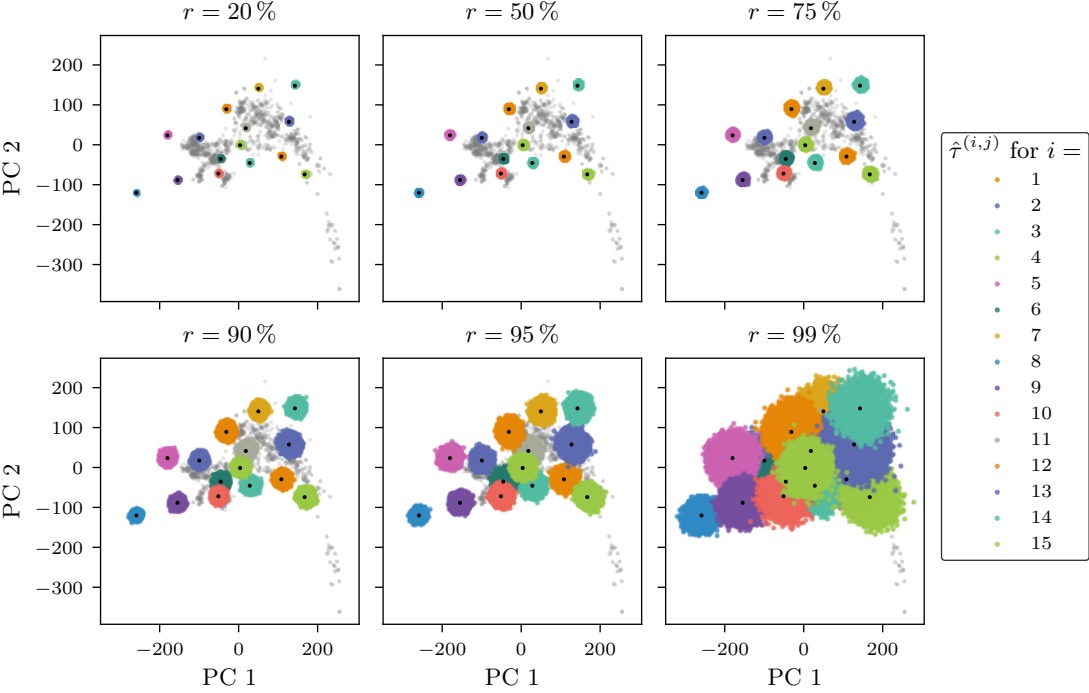 r = 20 %
r = 50 %
r = 75 %
PC 2
200
100
0
−100
−200
−300
r = 90 %
r = 95 %
r = 99 %
PC 2
200
100
0
−100
−200
−300
−200 0 200
−200 0 200
−200 0 200
PC 1
PC 1
PC 1
τ̂^(i,j) for i =
1
2
3
4
5
6
7
8
9
10
11
12
13
14
15